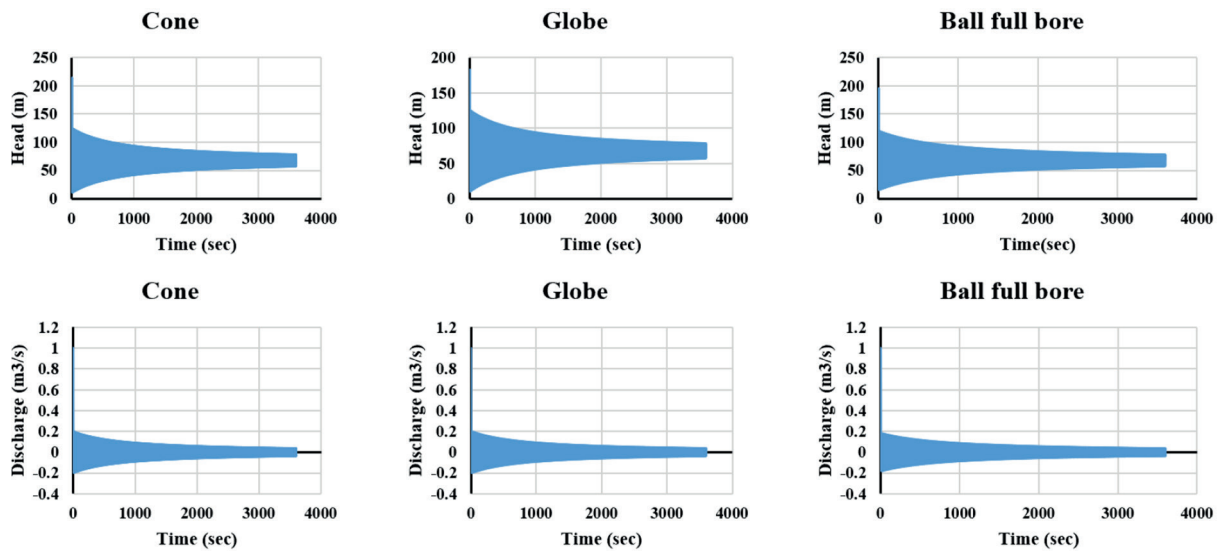 Cone
Globe
Ball full bore
Head (m)
250
200
150
100
50
0
0 1000 2000 3000 4000
Time (sec)
Head (m)
200
150
100
50
0
0 1000 2000 3000 4000
Time (sec)
Head (m)
250
200
150
100
50
0
0 1000 2000 3000 4000
Time(sec)
Cone
Globe
Ball full bore
Discharge (m3/s)
1.2
1
0.8
0.6
0.4
0.2
0
-0.2
-0.4
0 1000 2000 3000 4000
Time (sec)
Discharge (m3/s)
1.2
1
0.8
0.6
0.4
0.2
0
-0.2
-0.4
0 1000 2000 3000 4000
Time (sec)
Discharge (m3/s)
1.2
1
0.8
0.6
0.4
0.2
0
-0.2
-0.4
0 1000 2000 3000 4000
Time (sec)